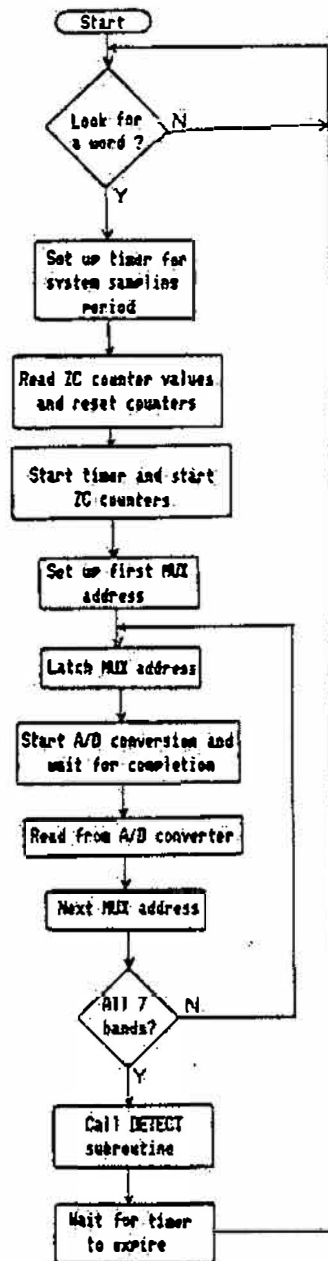 Start
Look for
a word ?
N
Y
Set up timer for
system sampling
period
Read ZC counter values
and reset counters
Start timer and start
ZC counters
Set up first MUX
address
Latch MUX address
Start A/D conversion and
wait for completion
Read from A/D converter
Next MUX address
All 7
bands?
N
Y
Call DETECT
subroutine
Wait for timer
to expire